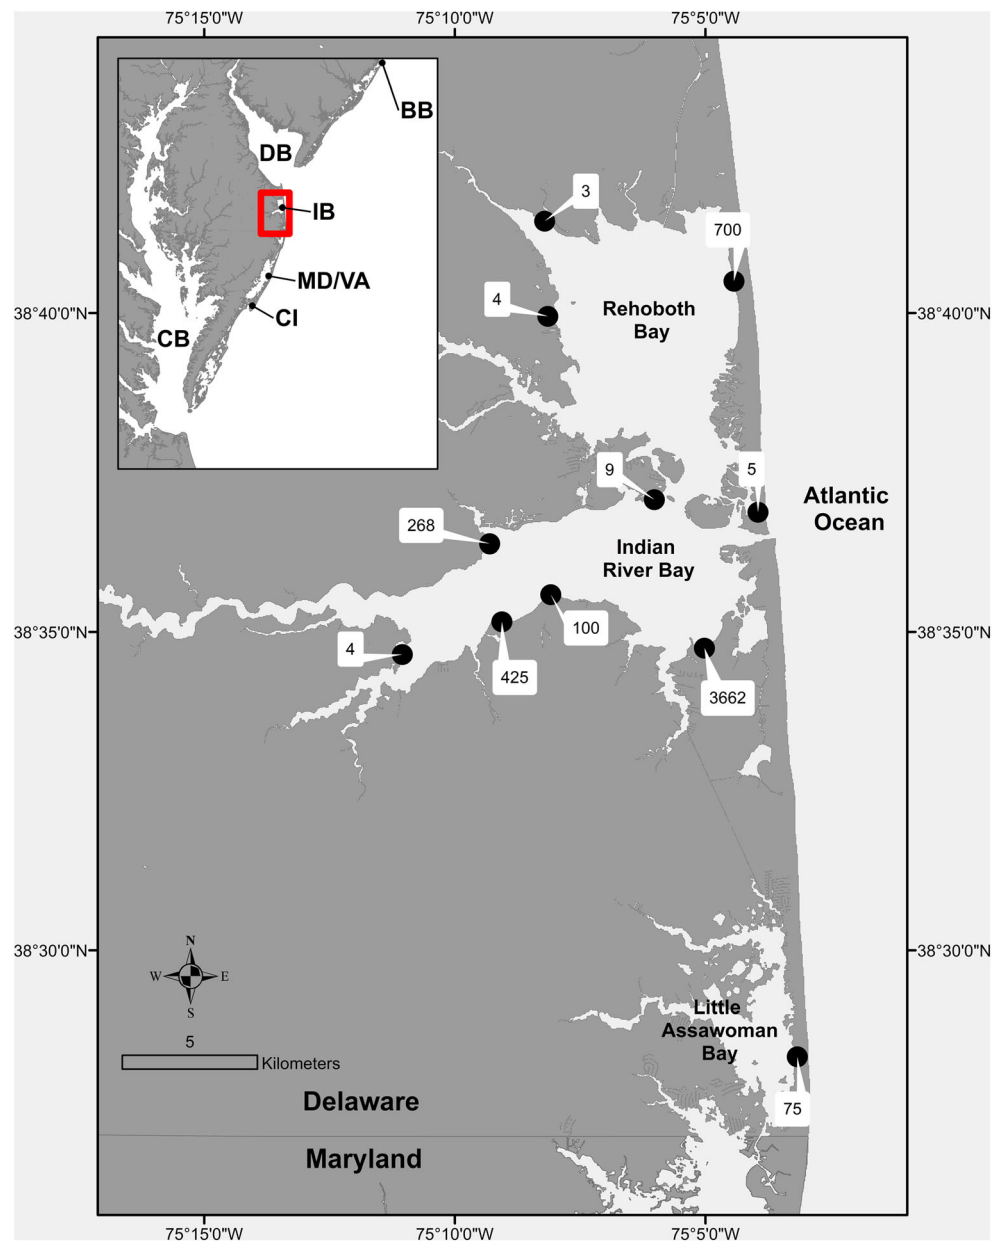 75°15'0"W
75°10'0"W
75°5'0"W
BB
DB
IB
MD/VA
CI
CB
3
700
4
38°40'0"N
38°40'0"N
Rehoboth
Bay
9
5
Atlantic
Ocean
268
Indian
River Bay
38°35'0"N
38°35'0"N
100
4
425
3662
38°30'0"N
38°30'0"N
N
W
E
S
Little
Assawoman
Bay
5
Kilometers
75
Delaware
Maryland
75°15'0"W
75°10'0"W
75°5'0"W